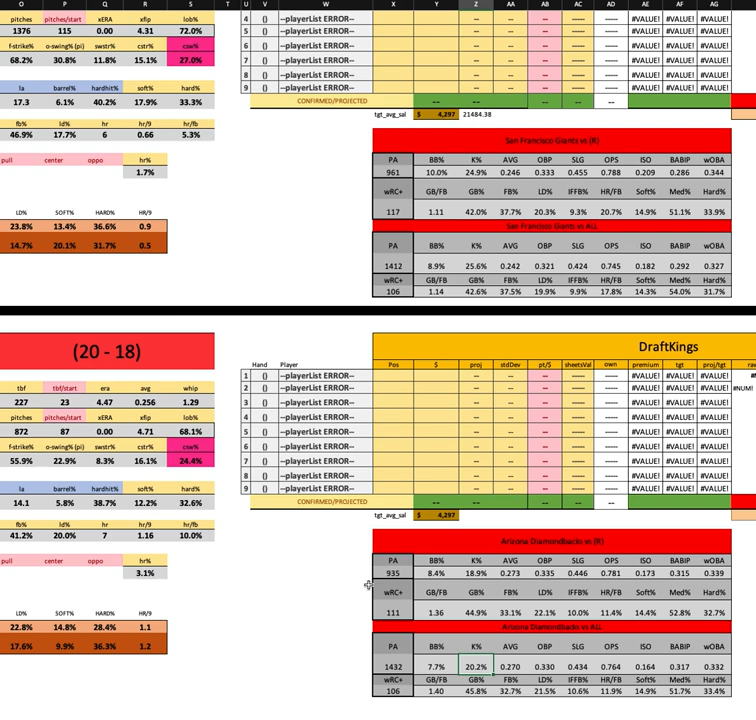 O P Q R S T U V W X Y Z AA AB AC AD AE AF AG
pitches pitches/start xERA xfip lob%
1376 115 0.00 4.31 72.0%
f-strike% o-swing% (pi) swstr% cstr% csw%
68.2% 30.8% 11.8% 15.1% 27.0%
la barrel% hardhit% soft% hard%
17.3 6.1% 40.2% 17.9% 33.3%
fb% ld% hr hr/9 hr/fb
46.9% 17.7% 6 0.66 5.3%
pull center oppo hr%
1.7%
LD% SOFT% HARD% HR/9
23.8% 13.4% 36.6% 0.9
14.7% 20.1% 31.7% 0.5
4 () --playerList ERROR-- -- -- -- ----- ----- #VALUE! #VALUE! #VALUE!
5 () --playerList ERROR-- -- -- -- ----- ----- #VALUE! #VALUE! #VALUE!
6 () --playerList ERROR-- -- -- -- ----- ----- #VALUE! #VALUE! #VALUE!
7 () --playerList ERROR-- -- -- -- ----- ----- #VALUE! #VALUE! #VALUE!
8 () --playerList ERROR-- -- -- -- ----- ----- #VALUE! #VALUE! #VALUE!
9 () --playerList ERROR-- -- -- -- ----- ----- #VALUE! #VALUE! #VALUE!
CONFIRMED/PROJECTED -- -- -- -- --
tgt_avg_sal $ 4,297 21484.38
San Francisco Giants vs (R)
PA BB% K% AVG OBP SLG OPS ISO BABIP wOBA
961 10.0% 24.9% 0.246 0.333 0.455 0.788 0.209 0.286 0.344
wRC+ GB/FB GB% FB% LD% IFFB% HR/FB Soft% Med% Hard%
117 1.11 42.0% 37.7% 20.3% 9.3% 20.7% 14.9% 51.1% 33.9%
San Francisco Giants vs ALL
PA BB% K% AVG OBP SLG OPS ISO BABIP wOBA
1412 8.9% 25.6% 0.242 0.321 0.424 0.745 0.182 0.292 0.327
wRC+ GB/FB GB% FB% LD% IFFB% HR/FB Soft% Med% Hard%
106 1.14 42.6% 37.5% 19.9% 9.9% 17.8% 14.3% 54.0% 31.7%
(20 - 18)
tbf tbf/start era avg whip
227 23 4.47 0.256 1.29
pitches pitches/start xERA xfip lob%
872 87 0.00 4.71 68.1%
f-strike% o-swing% (pi) swstr% cstr% csw%
55.9% 22.9% 8.3% 16.1% 24.4%
la barrel% hardhit% soft% hard%
14.1 5.8% 38.7% 12.2% 32.6%
fb% ld% hr hr/9 hr/fb
41.2% 20.0% 7 1.16 10.0%
pull center oppo hr%
3.1%
LD% SOFT% HARD% HR/9
22.8% 14.8% 28.4% 1.1
17.6% 9.9% 36.3% 1.2
DraftKings
Hand Player Pos $ proj stdDev pt/$ sheetsVal own premium tgt proj/tgt
1 () --playerList ERROR-- -- -- -- ----- ----- #VALUE! #VALUE! #VALUE!
2 () --playerList ERROR-- -- -- -- ----- ----- #VALUE! #VALUE! #VALUE! #NUM!
3 () --playerList ERROR-- -- -- -- ----- ----- #VALUE! #VALUE! #VALUE!
4 () --playerList ERROR-- -- -- -- ----- ----- #VALUE! #VALUE! #VALUE!
5 () --playerList ERROR-- -- -- -- ----- ----- #VALUE! #VALUE! #VALUE!
6 () --playerList ERROR-- -- -- -- ----- ----- #VALUE! #VALUE! #VALUE!
7 () --playerList ERROR-- -- -- -- ----- ----- #VALUE! #VALUE! #VALUE!
8 () --playerList ERROR-- -- -- -- ----- ----- #VALUE! #VALUE! #VALUE!
9 () --playerList ERROR-- -- -- -- ----- ----- #VALUE! #VALUE! #VALUE!
CONFIRMED/PROJECTED -- -- -- -- --
tgt_avg_sal $ 4,297
Arizona Diamondbacks vs (R)
PA BB% K% AVG OBP SLG OPS ISO BABIP wOBA
935 8.4% 18.9% 0.273 0.335 0.446 0.781 0.173 0.315 0.339
wRC+ GB/FB GB% FB% LD% IFFB% HR/FB Soft% Med% Hard%
111 1.36 44.9% 33.1% 22.1% 10.0% 11.4% 14.4% 52.8% 32.7%
Arizona Diamondbacks vs ALL
PA BB% K% AVG OBP SLG OPS ISO BABIP wOBA
1432 7.7% 20.2% 0.270 0.330 0.434 0.764 0.164 0.317 0.332
wRC+ GB/FB GB% FB% LD% IFFB% HR/FB Soft% Med% Hard%
106 1.40 45.8% 32.7% 21.5% 10.6% 11.9% 14.9% 51.7% 33.4%